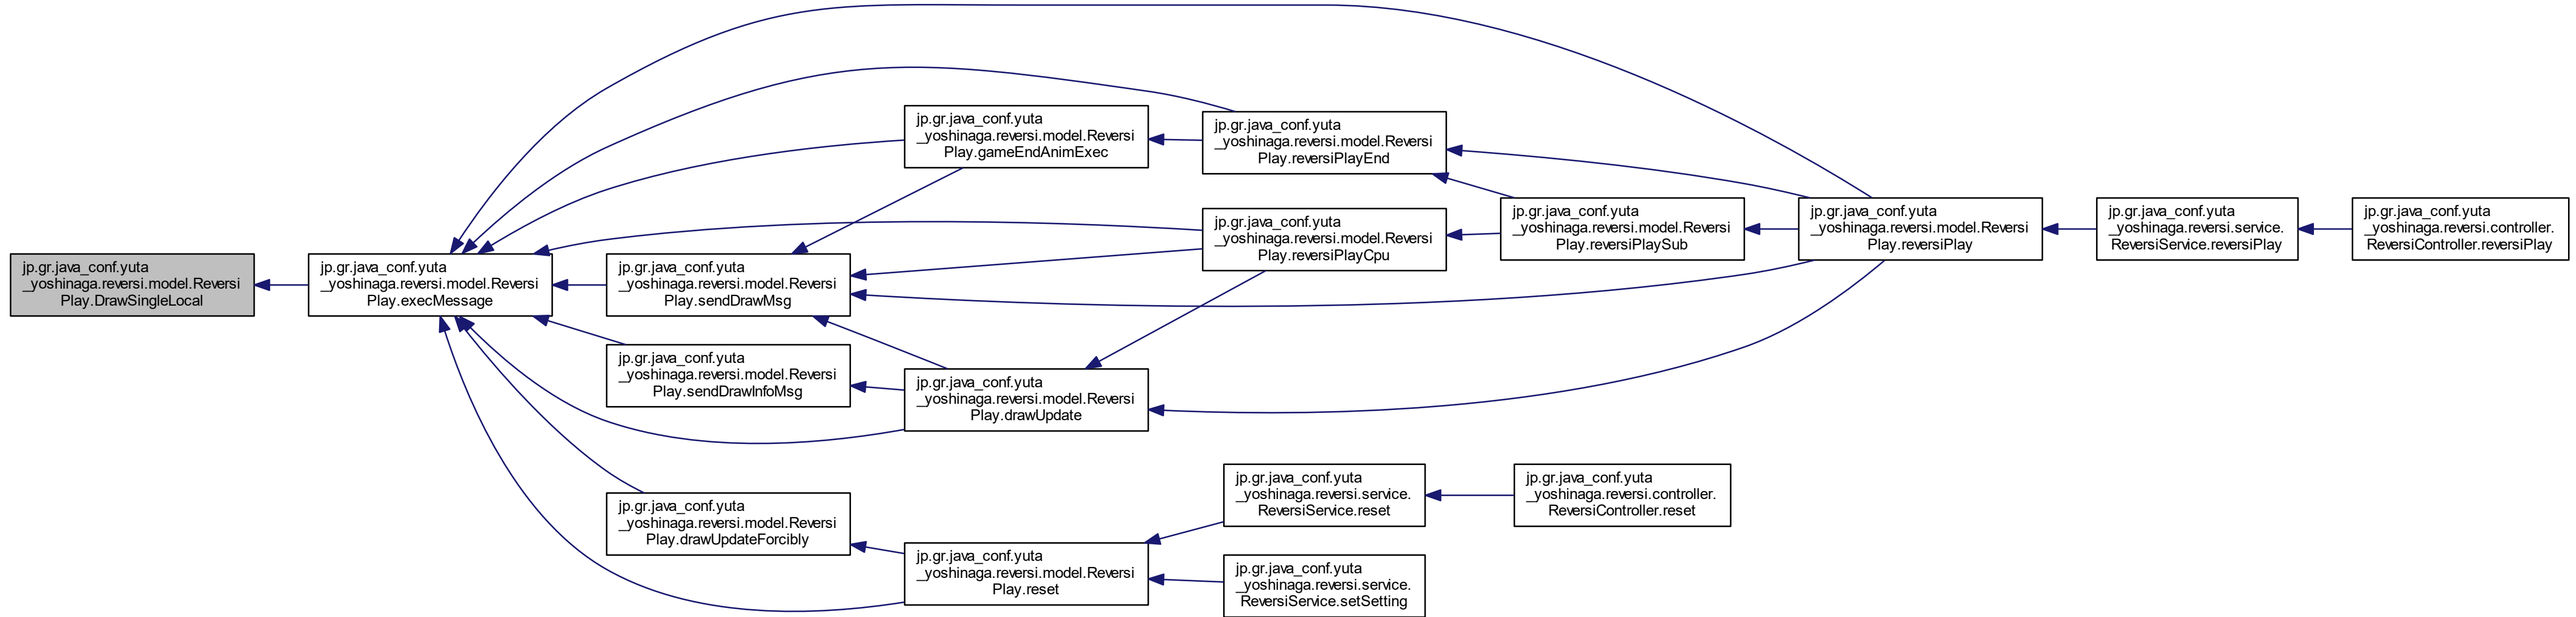 jp.gr.java_conf.yuta
_yoshinaga.reversi.model.Reversi
Play.DrawSingleLocal
jp.gr.java_conf.yuta
_yoshinaga.reversi.model.Reversi
Play.execMessage
jp.gr.java_conf.yuta
_yoshinaga.reversi.model.Reversi
Play.gameEndAnimExec
jp.gr.java_conf.yuta
_yoshinaga.reversi.model.Reversi
Play.reversiPlayEnd
jp.gr.java_conf.yuta
_yoshinaga.reversi.model.Reversi
Play.reversiPlayCpu
jp.gr.java_conf.yuta
_yoshinaga.reversi.model.Reversi
Play.reversiPlaySub
jp.gr.java_conf.yuta
_yoshinaga.reversi.model.Reversi
Play.reversiPlay
jp.gr.java_conf.yuta
_yoshinaga.reversi.service.
ReversiService.reversiPlay
jp.gr.java_conf.yuta
_yoshinaga.reversi.controller.
ReversiController.reversiPlay
jp.gr.java_conf.yuta
_yoshinaga.reversi.model.Reversi
Play.sendDrawMsg
jp.gr.java_conf.yuta
_yoshinaga.reversi.model.Reversi
Play.sendDrawInfoMsg
jp.gr.java_conf.yuta
_yoshinaga.reversi.model.Reversi
Play.drawUpdate
jp.gr.java_conf.yuta
_yoshinaga.reversi.model.Reversi
Play.drawUpdateForcibly
jp.gr.java_conf.yuta
_yoshinaga.reversi.model.Reversi
Play.reset
jp.gr.java_conf.yuta
_yoshinaga.reversi.service.
ReversiService.reset
jp.gr.java_conf.yuta
_yoshinaga.reversi.controller.
ReversiController.reset
jp.gr.java_conf.yuta
_yoshinaga.reversi.service.
ReversiService.setSetting